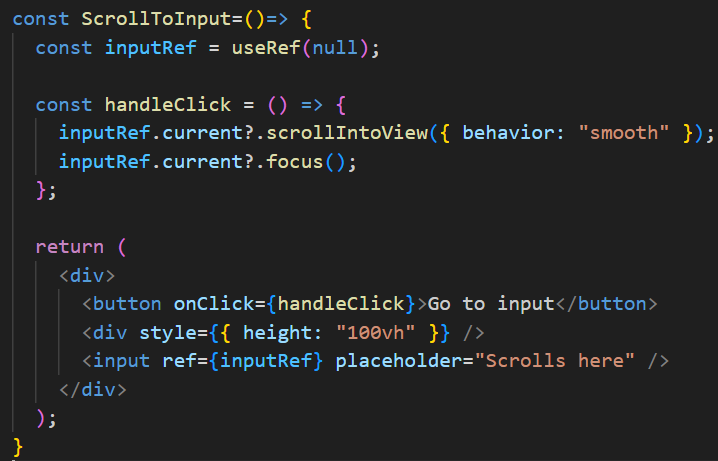 const ScrollToInput=()=> {
  const inputRef = useRef(null);

  const handleClick = () => {
    inputRef.current?.scrollIntoView({ behavior: "smooth" });
    inputRef.current?.focus();
  };

  return (
    <div>
      <button onClick={handleClick}>Go to input</button>
      <div style={{ height: "100vh" }} />
      <input ref={inputRef} placeholder="Scrolls here" />
    </div>
  );
}